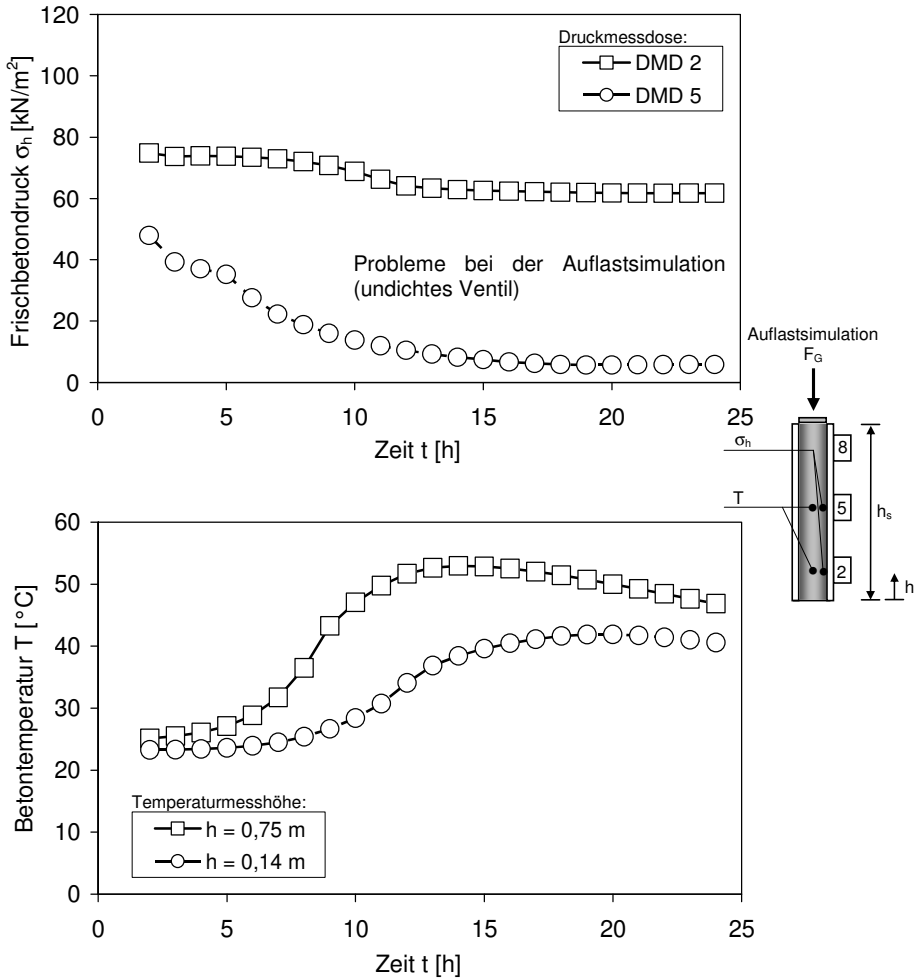 120
100
80
60
40
20
0
Frischbetondruck σh [kN/m²]
Druckmessdose:
DMD 2
DMD 5
Probleme bei der Auflastsimulation
(undichtes Ventil)
0 5 10 15 20 25
Zeit t [h]
Auflastsimulation
FG
σh
T
8
5
2
hs
h
60
50
40
30
20
10
0
Betontemperatur T [°C]
Temperaturmesshöhe:
h = 0,75 m
h = 0,14 m
0 5 10 15 20 25
Zeit t [h]